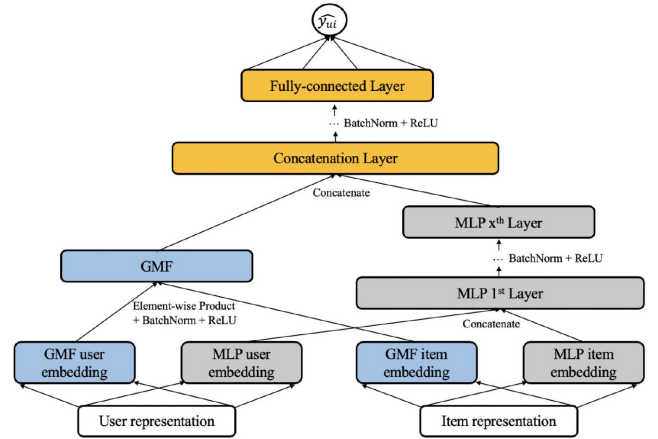 ŷui
Fully-connected Layer
... BatchNorm + ReLU
Concatenation Layer
Concatenate
MLP xth Layer
... BatchNorm + ReLU
GMF
MLP 1st Layer
Element-wise Product
+ BatchNorm + ReLU
Concatenate
GMF user
embedding
MLP user
embedding
GMF item
embedding
MLP item
embedding
User representation
Item representation